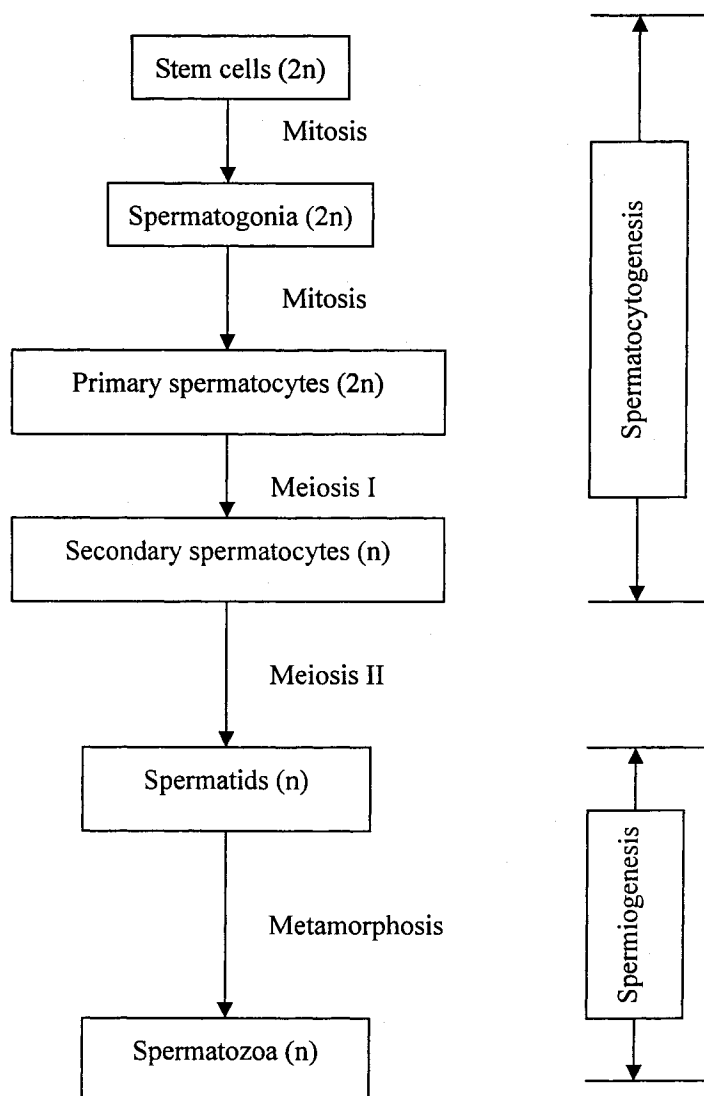 Stem cells (2n)
Mitosis
Spermatogonia (2n)
Mitosis
Primary spermatocytes (2n)
Meiosis I
Secondary spermatocytes (n)
Meiosis II
Spermatids (n)
Metamorphosis
Spermatozoa (n)
Spermatocytogenesis
Spermiogenesis